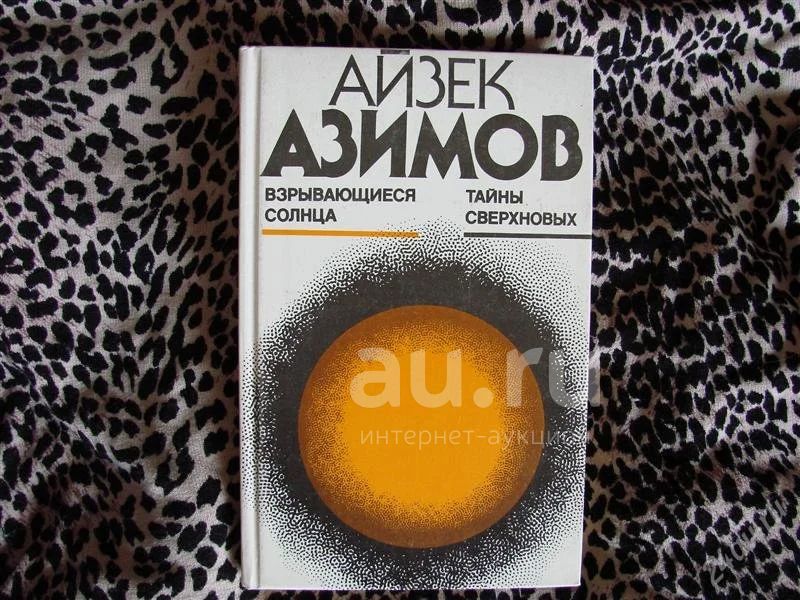 АЙЗЕК
АЗИМОВ
ВЗРЫВАЮЩИЕСЯ
СОЛНЦА
ТАЙНЫ
СВЕРХНОВЫХ
au.ru
интернет-аукцион